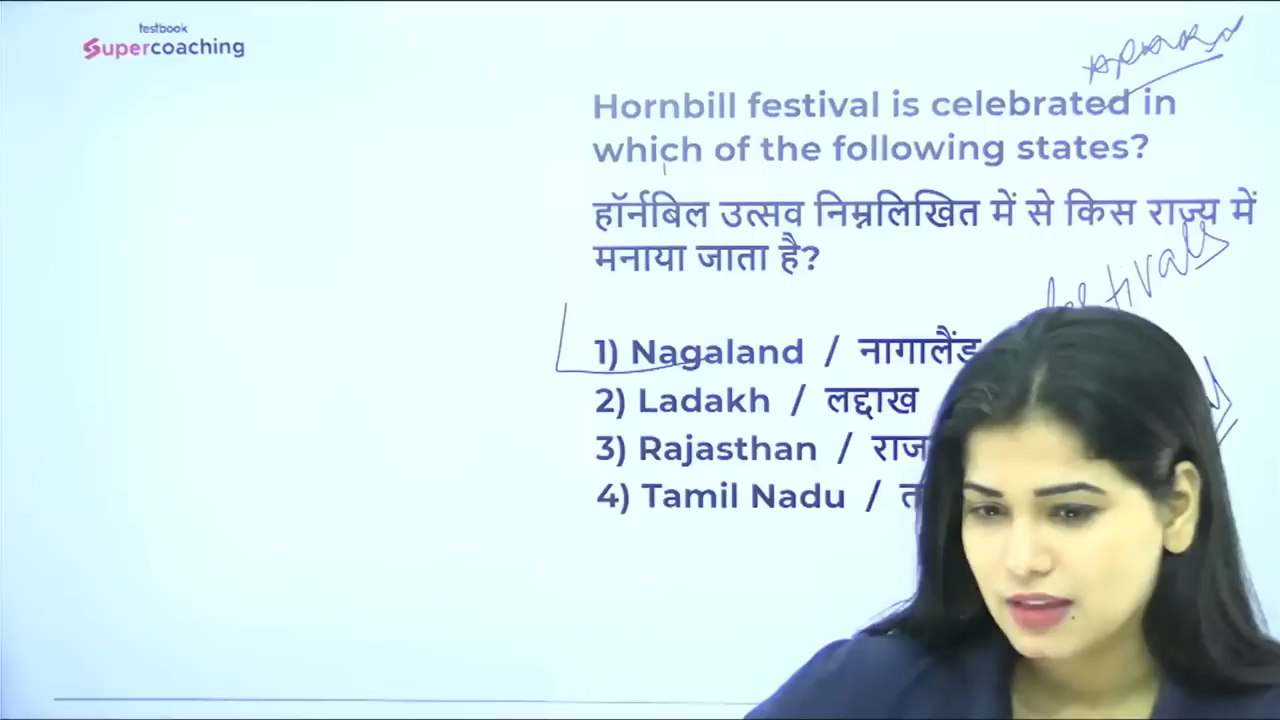 testbook
Supercoaching
Hornbill festival is celebrated in
which of the following states?
हॉर्नबिल उत्सव निम्नलिखित में से किस राज्य में
मनाया जाता है?
festivals
1) Nagaland / नागालैंड
2) Ladakh / लद्दाख
3) Rajasthan /
4) Tamil Nadu /